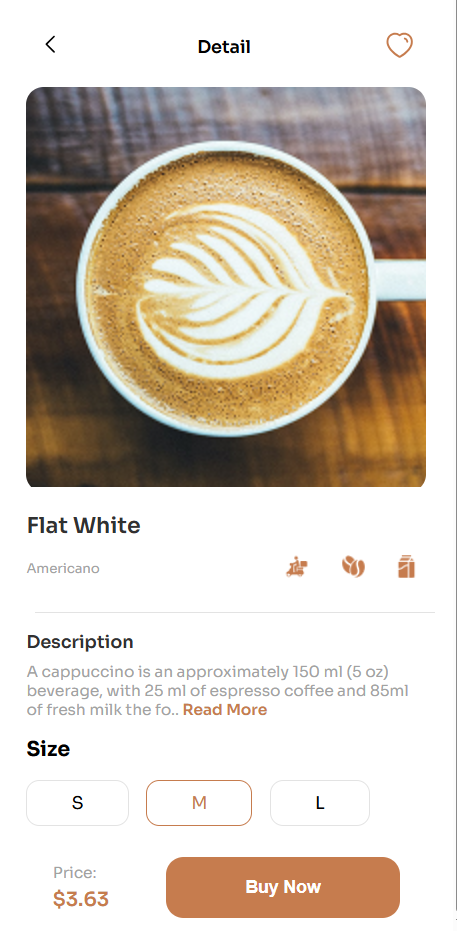 Detail
Flat White
Americano
Description
A cappuccino is an approximately 150 ml (5 oz)
beverage, with 25 ml of espresso coffee and 85ml
of fresh milk the fo.. Read More
Size
S M L
Price:
$3.63
Buy Now